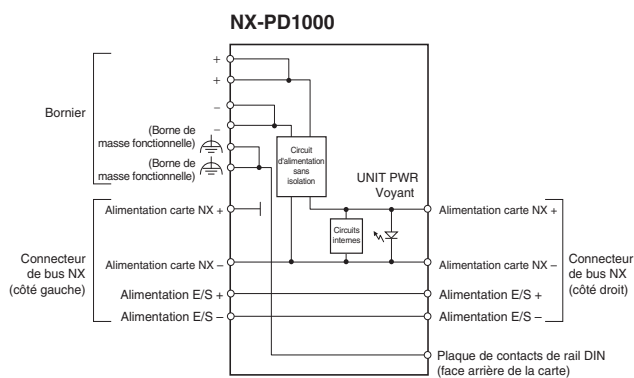 NX-PD1000
Bornier
+
+
–
–
(Borne de
masse fonctionnelle)
(Borne de
masse fonctionnelle)
Circuit
d'alimentation
sans
isolation
UNIT PWR
Voyant
Circuits
internes
Connecteur
de bus NX
(côté gauche)
Alimentation carte NX +
Alimentation carte NX –
Alimentation E/S +
Alimentation E/S –
Alimentation carte NX +
Alimentation carte NX –
Alimentation E/S +
Alimentation E/S –
Connecteur
de bus NX
(côté droit)
Plaque de contacts de rail DIN
(face arrière de la carte)